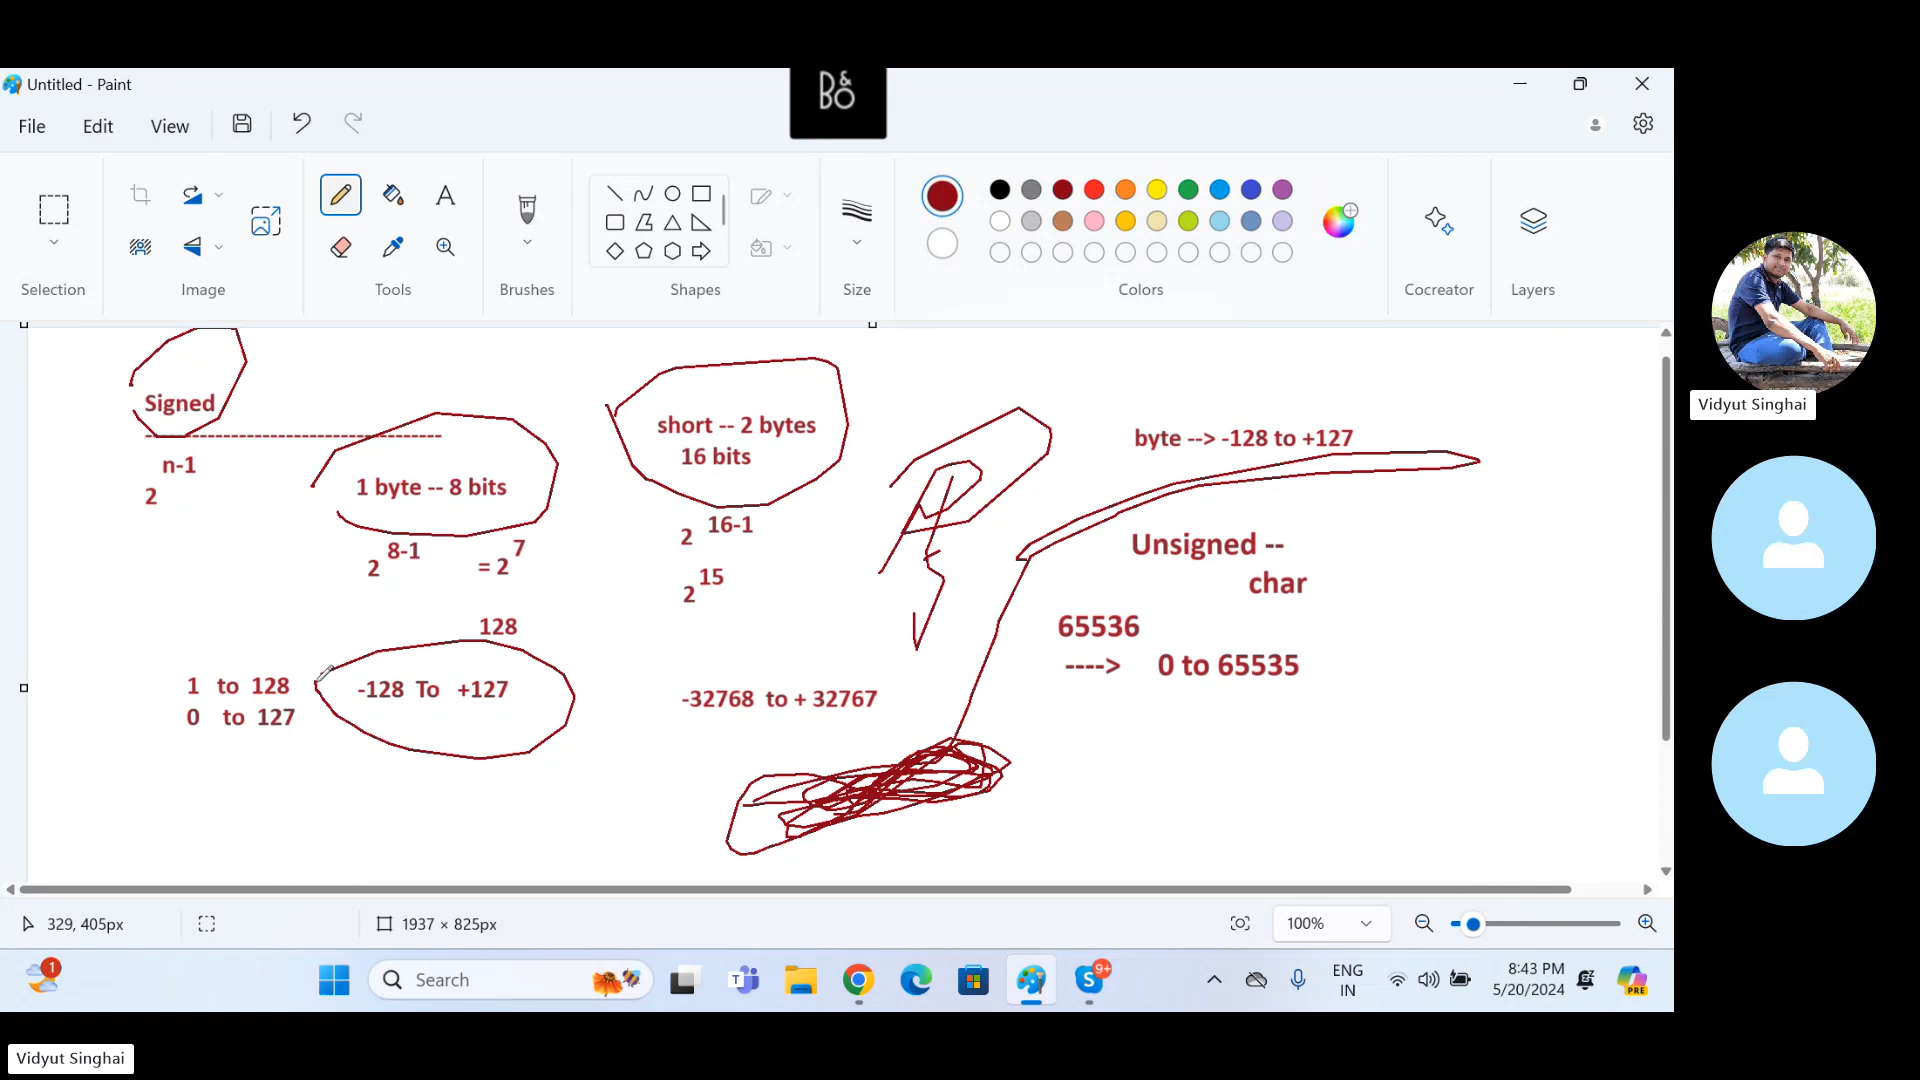 Untitled - Paint
B&O
File Edit View
Selection
Image
Tools
Brushes
Shapes
Size
Colors
Cocreator
Layers
Signed
----------------------------------
n-1
2
1 byte -- 8 bits
8-1
2
7
= 2
128
1 to 128
0 to 127
-128 To +127
short -- 2 bytes
16 bits
16-1
2
15
2
-32768 to + 32767
byte --> -128 to +127
Unsigned --
char
65536
----> 0 to 65535
Vidyut Singhai
329, 405px
1937 × 825px
100%
1
Search
T
S
9+
ENG
IN
8:43 PM
5/20/2024
PRE
Vidyut Singhai